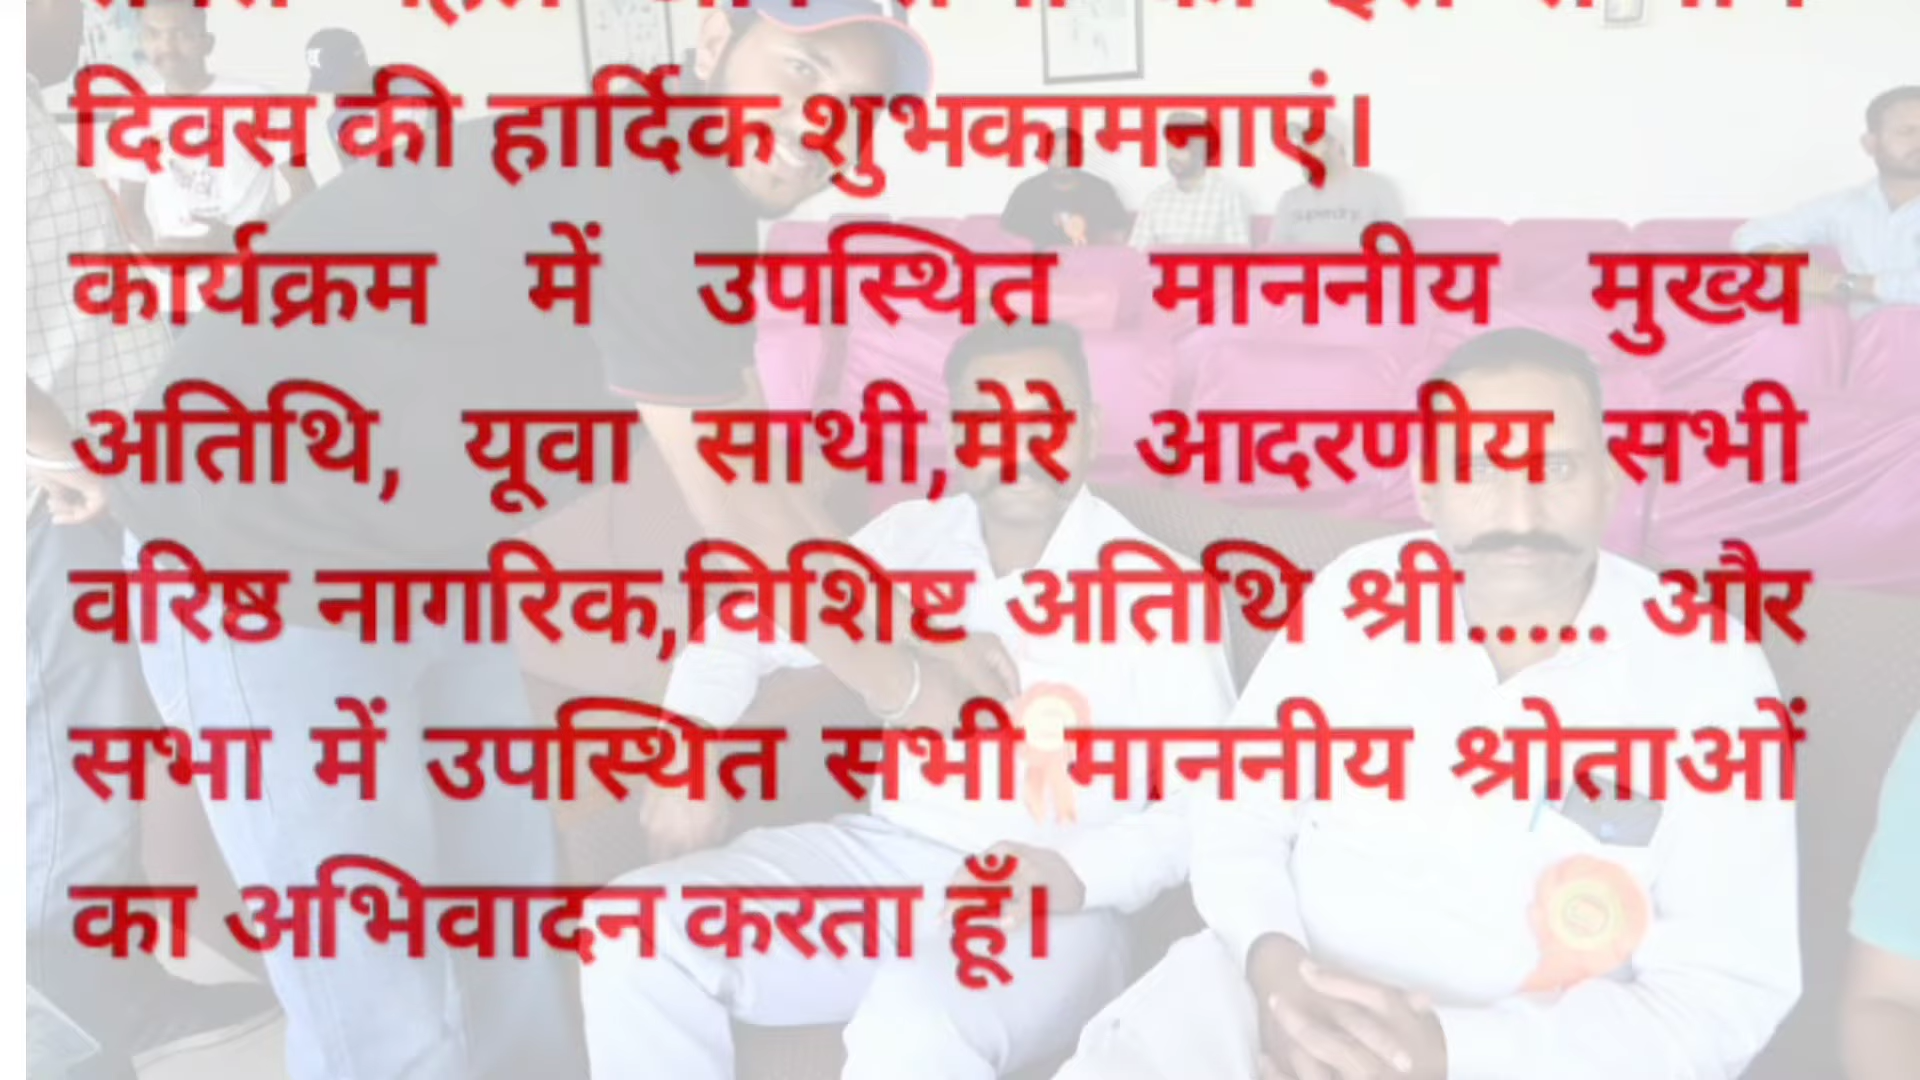 दिवस की हार्दिक शुभकामनाएं।
कार्यक्रम में उपस्थित माननीय मुख्य
अतिथि, यूवा साथी,मेरे आदरणीय सभी
वरिष्ठ नागरिक,विशिष्ट अतिथि श्री..... और
सभा में उपस्थित सभी माननीय श्रोताओं
का अभिवादन करता हूँ।